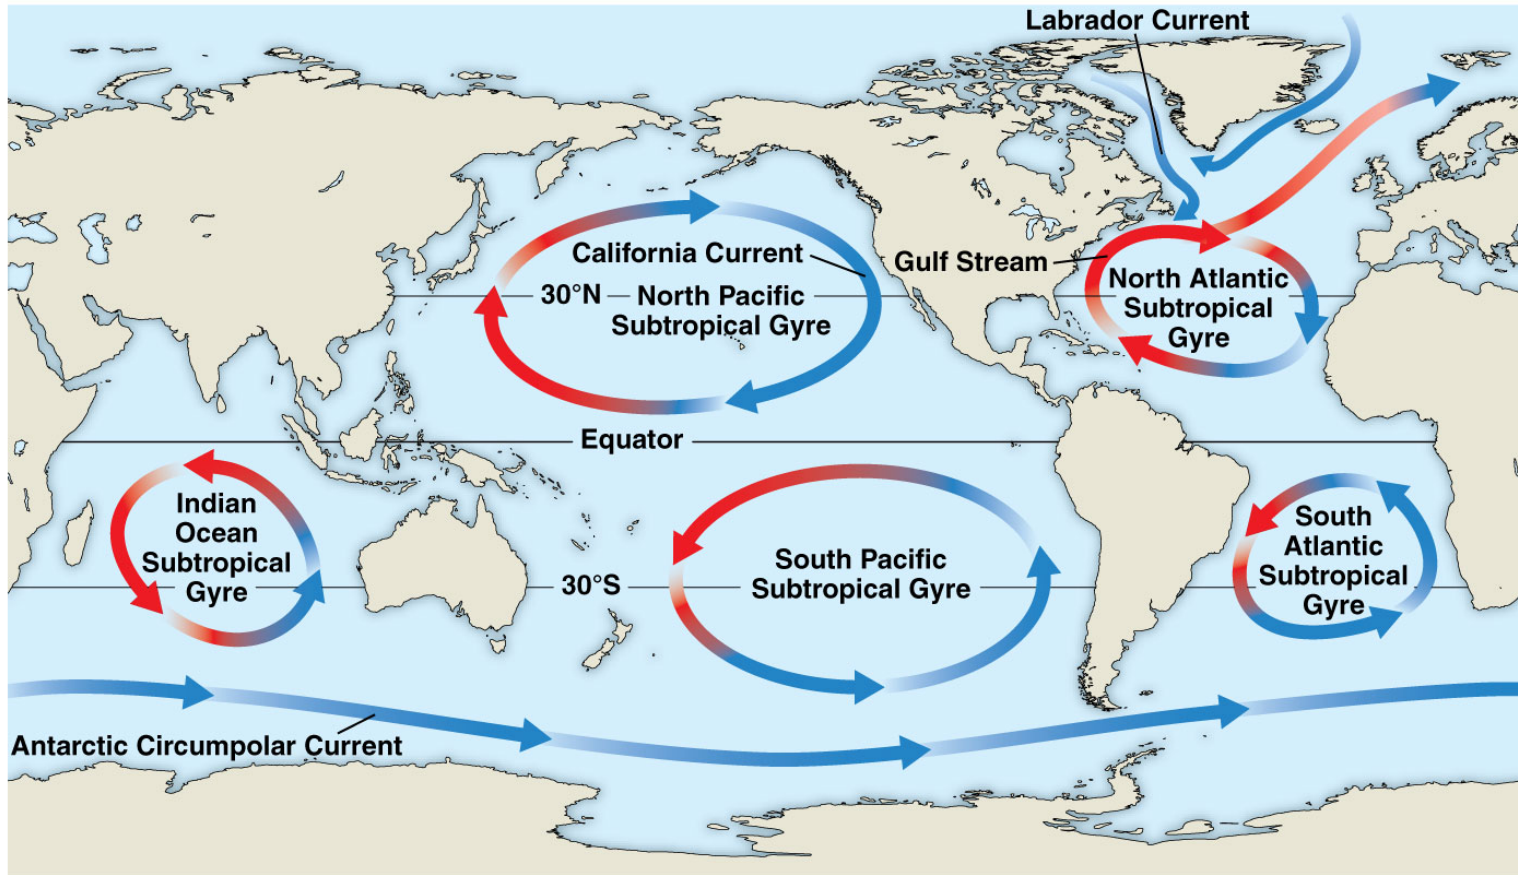 Labrador Current
California Current
Gulf Stream
30°N
North Pacific
Subtropical Gyre
North Atlantic
Subtropical
Gyre
Equator
Indian
Ocean
Subtropical
Gyre
30°S
South Pacific
Subtropical Gyre
South
Atlantic
Subtropical
Gyre
Antarctic Circumpolar Current